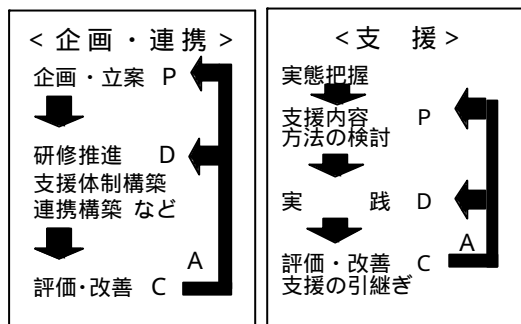 ＜企画・連携＞
企画・立案 P
研修推進 D
支援体制構築
連携構築 など
A
評価・改善 C
＜支　援＞
実態把握
支援内容 P
方法の検討
実　　践 D
A
評価・改善 C
支援の引継ぎ